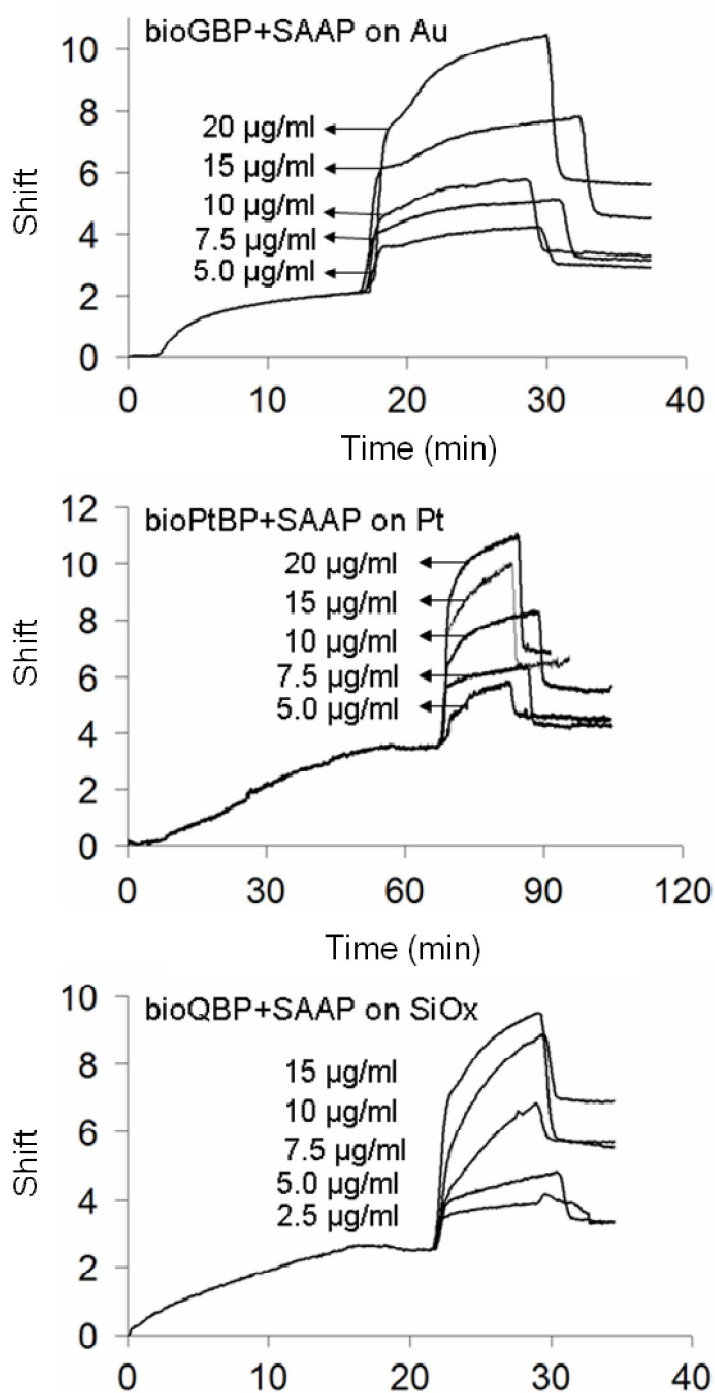 bioGBP+SAAP on Au
10
8
6
4
2
0
Shift
20 µg/ml
15 µg/ml
10 µg/ml
7.5 µg/ml
5.0 µg/ml
0 10 20 30 40
Time (min)
bioPtBP+SAAP on Pt
12
10
8
6
4
2
0
Shift
20 µg/ml
15 µg/ml
10 µg/ml
7.5 µg/ml
5.0 µg/ml
0 30 60 90 120
Time (min)
bioQBP+SAAP on SiOx
10
8
6
4
2
0
Shift
15 µg/ml
10 µg/ml
7.5 µg/ml
5.0 µg/ml
2.5 µg/ml
0 10 20 30 40